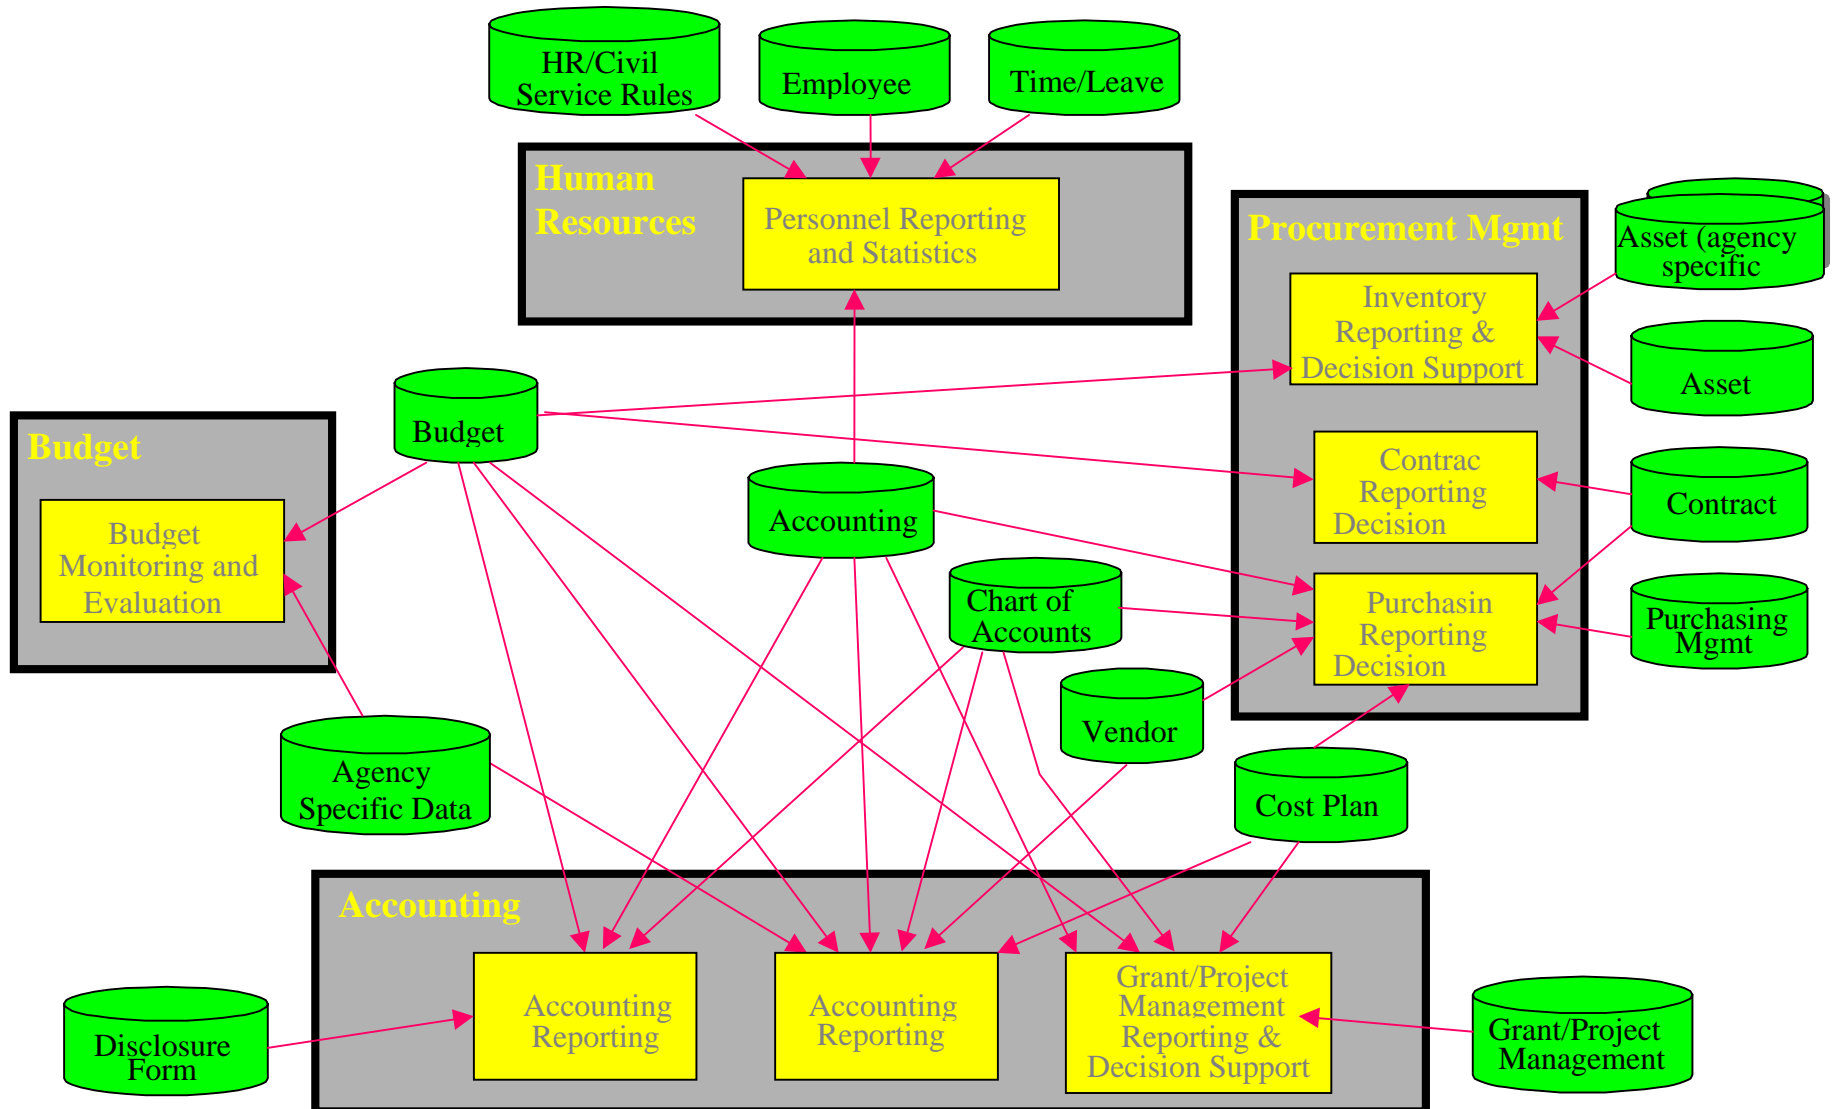 HR/Civil
Service Rules
Employee
Time/Leave
Human
Resources
Personnel Reporting
and Statistics
Procurement Mgmt
Asset (agency
specific
Inventory
Reporting &
Decision Support
Asset
Budget
Budget
Budget
Monitoring and
Evaluation
Accounting
Contrac
Reporting
Decision
Contract
Chart of
Accounts
Purchasin
Reporting
Decision
Purchasing
Mgmt
Vendor
Agency
Specific Data
Cost Plan
Accounting
Accounting
Reporting
Accounting
Reporting
Grant/Project
Management
Reporting &
Decision Support
Disclosure
Form
Grant/Project
Management